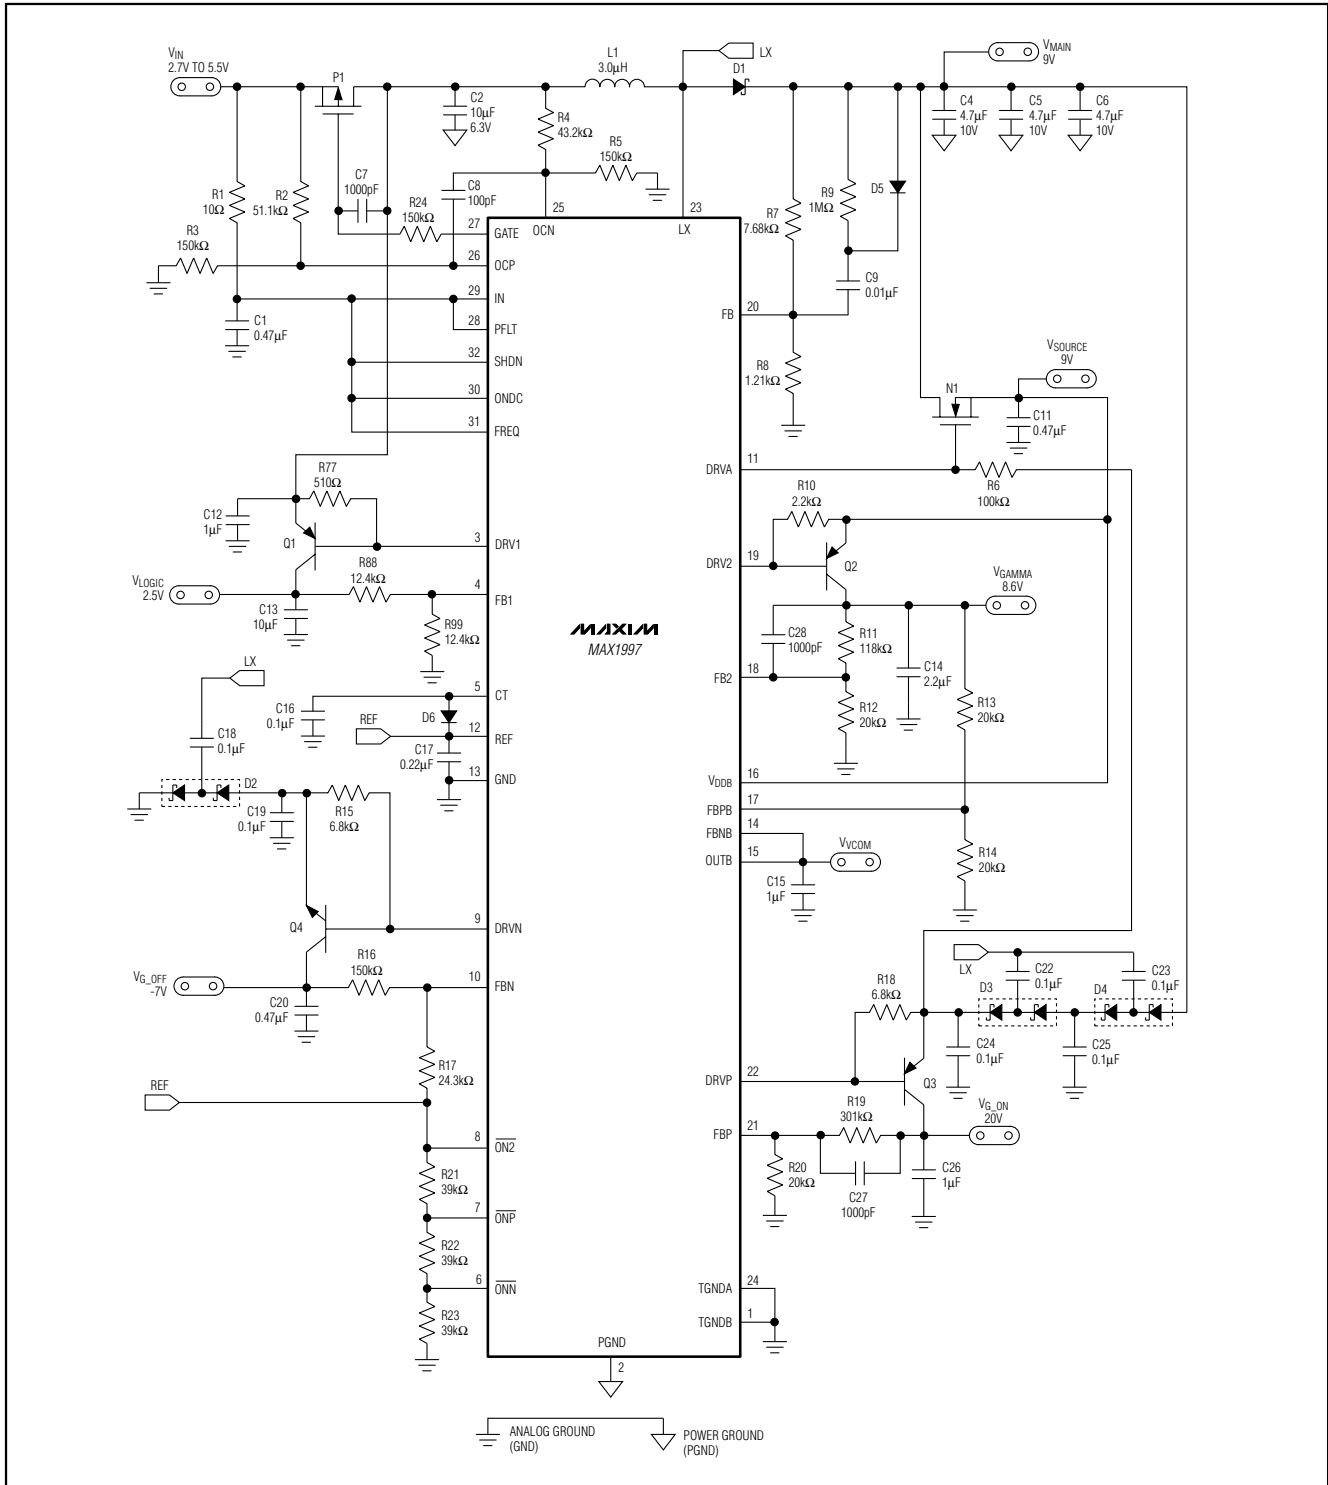 VIN
2.7V TO 5.5V
P1
L1
3.0µH
LX
D1
VMAIN
9V
C2
10µF
6.3V
R4
43.2kΩ
R5
150kΩ
C4
4.7µF
10V
C5
4.7µF
10V
C6
4.7µF
10V
R1
10Ω
R2
51.1kΩ
C7
1000pF
R24
150kΩ
C8
100pF
R3
150kΩ
R7
7.68kΩ
R9
1MΩ
D5
C9
0.01µF
25
OCN
23
LX
27
GATE
26
OCP
29
IN
28
PFLT
32
SHDN
30
ONDC
31
FREQ
C1
0.47µF
20
FB
R8
1.21kΩ
VSOURCE
9V
N1
C11
0.47µF
11
DRVA
R6
100kΩ
R77
510Ω
C12
1µF
Q1
3
DRV1
R10
2.2kΩ
19
DRV2
Q2
VLOGIC
2.5V
R88
12.4kΩ
4
FB1
C13
10µF
R99
12.4kΩ
MAXIM
MAX1997
VGAMMA
8.6V
C28
1000pF
R11
118kΩ
C14
2.2µF
18
FB2
R12
20kΩ
R13
20kΩ
LX
5
CT
C16
0.1µF
D6
REF
12
REF
C18
0.1µF
C17
0.22µF
13
GND
D2
C19
0.1µF
R15
6.8kΩ
16
VDDB
17
FBPB
14
FBNB
15
OUTB
VVCOM
C15
1µF
R14
20kΩ
Q4
9
DRVN
R16
150kΩ
10
FBN
VG_OFF
-7V
C20
0.47µF
LX
C22
0.1µF
C23
0.1µF
R18
6.8kΩ
D3
D4
C24
0.1µF
C25
0.1µF
R17
24.3kΩ
REF
22
DRVP
Q3
R19
301kΩ
21
FBP
VG_ON
20V
8
ON2
R21
39kΩ
R20
20kΩ
C27
1000pF
C26
1µF
7
ONP
R22
39kΩ
6
ONN
R23
39kΩ
24
TGNDA
1
TGNDB
PGND
2
ANALOG GROUND
(GND)
POWER GROUND
(PGND)